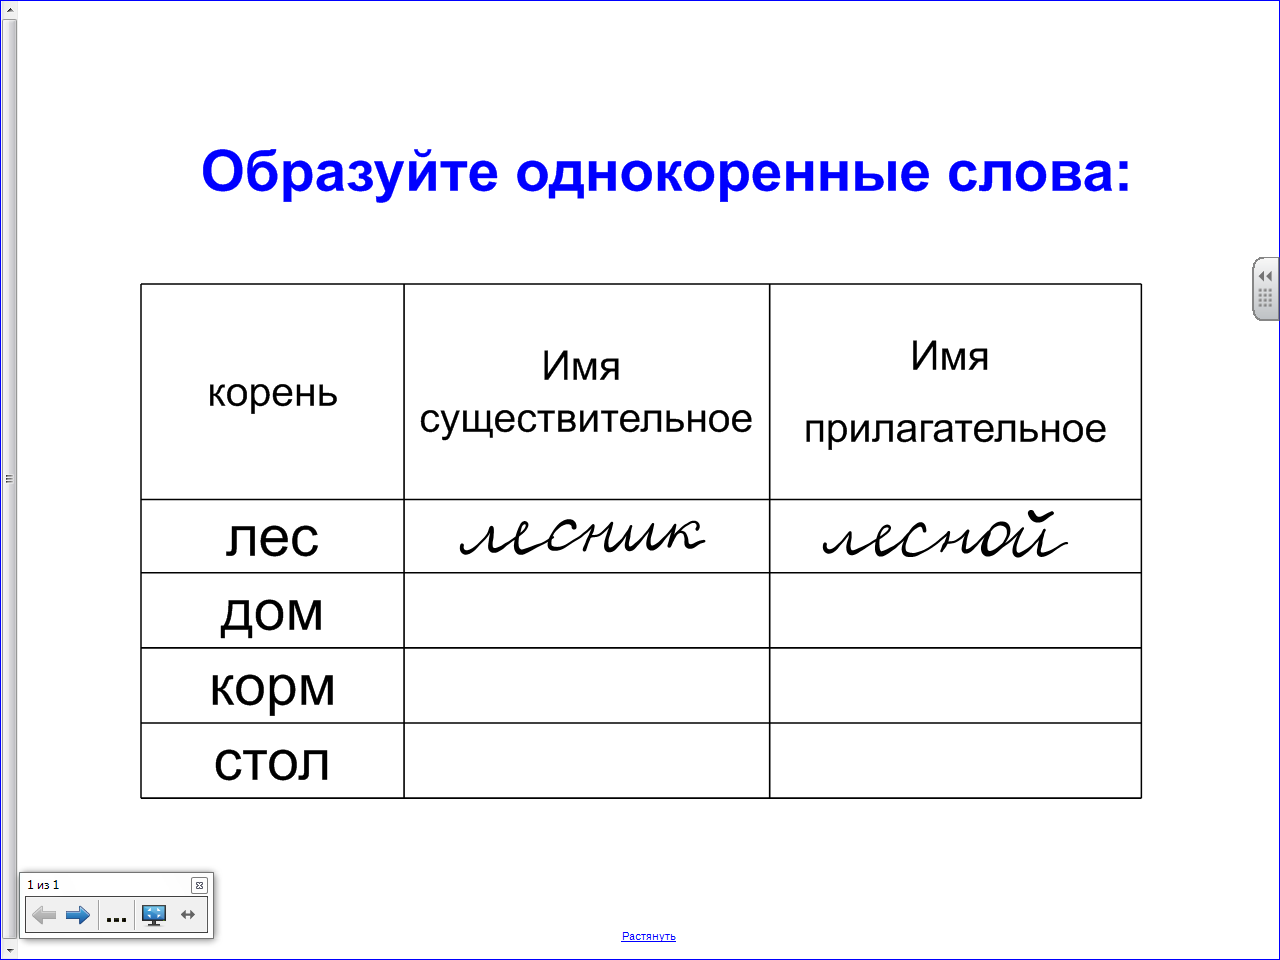 Образуйте однокоренные слова:
корень
Имя
существительное
Имя
прилагательное
лес лесник лесной
дом
корм
стол
1 из 1
...
Растянуть